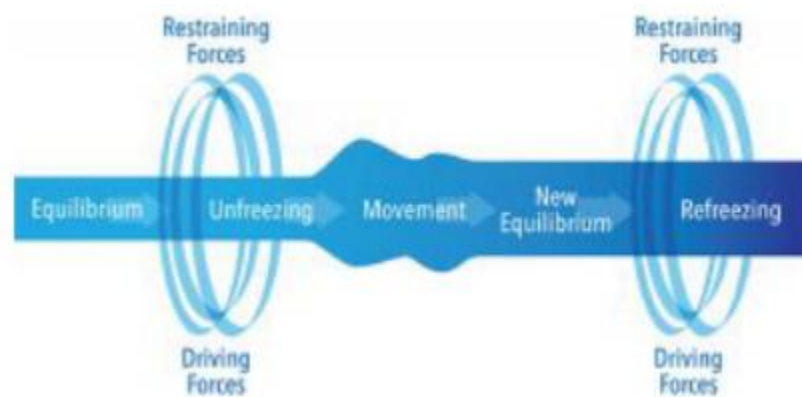 Restraining
Forces
Restraining
Forces
Equilibrium
Unfreezing
Movement
New
Equilibrium
Refreezing
Driving
Forces
Driving
Forces